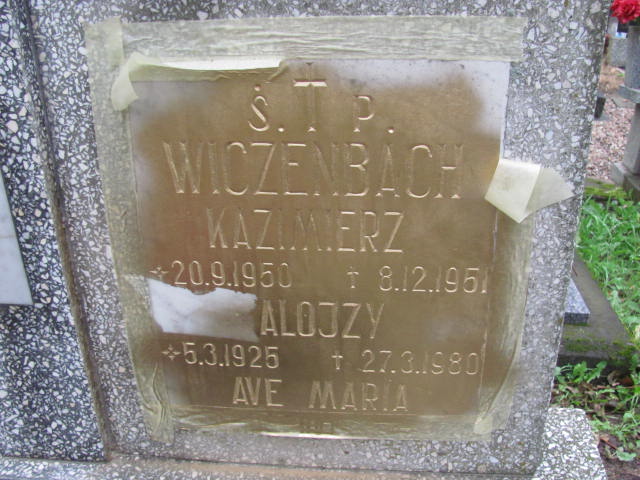 Ś. T P.
WICZENBACH
KAZIMIERZ
+20.9.1950 † 8.12.1951
ALOJZY
+5.3.1925 † 27.3.1980
AVE MARIA